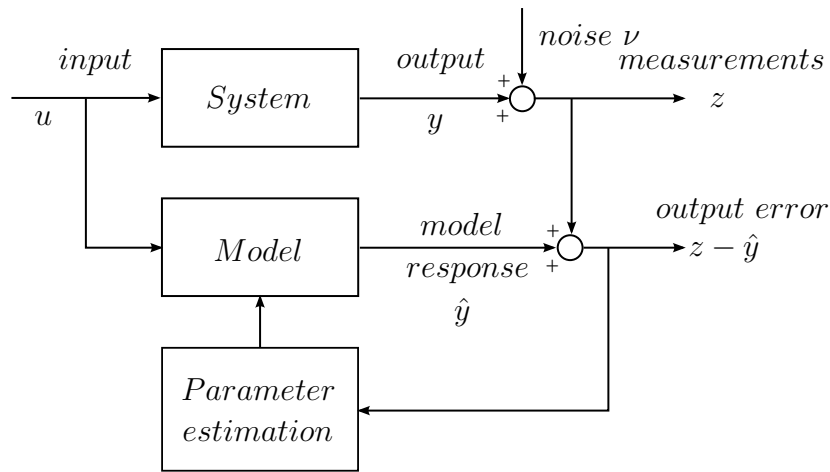 input
u
System
output
y
+
+
noise ν
measurements
z
Model
model
response
ŷ
+
+
output error
z − ŷ
Parameter
estimation